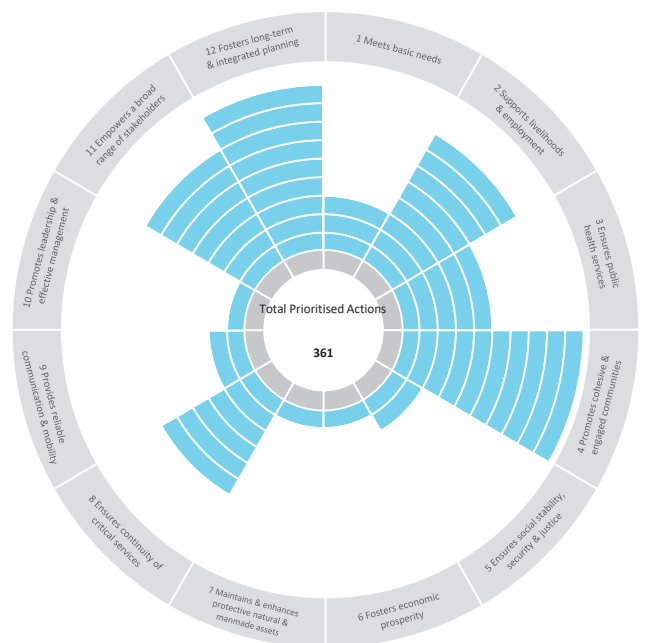 1 Meets basic needs
2 Supports livelihoods
& employment
3 Ensures public
health services
4 Promotes cohesive &
engaged communities
5 Ensures social stability,
security & justice
6 Fosters economic
prosperity
7 Maintains & enhances
protective natural &
manmade assets
8 Ensures continuity of
critical services
9 Provides reliable
communication & mobility
10 Promotes leadership &
effective management
11 Empowers a broad
range of stakeholders
12 Fosters long-term
& integrated planning
Total Prioritised Actions
361